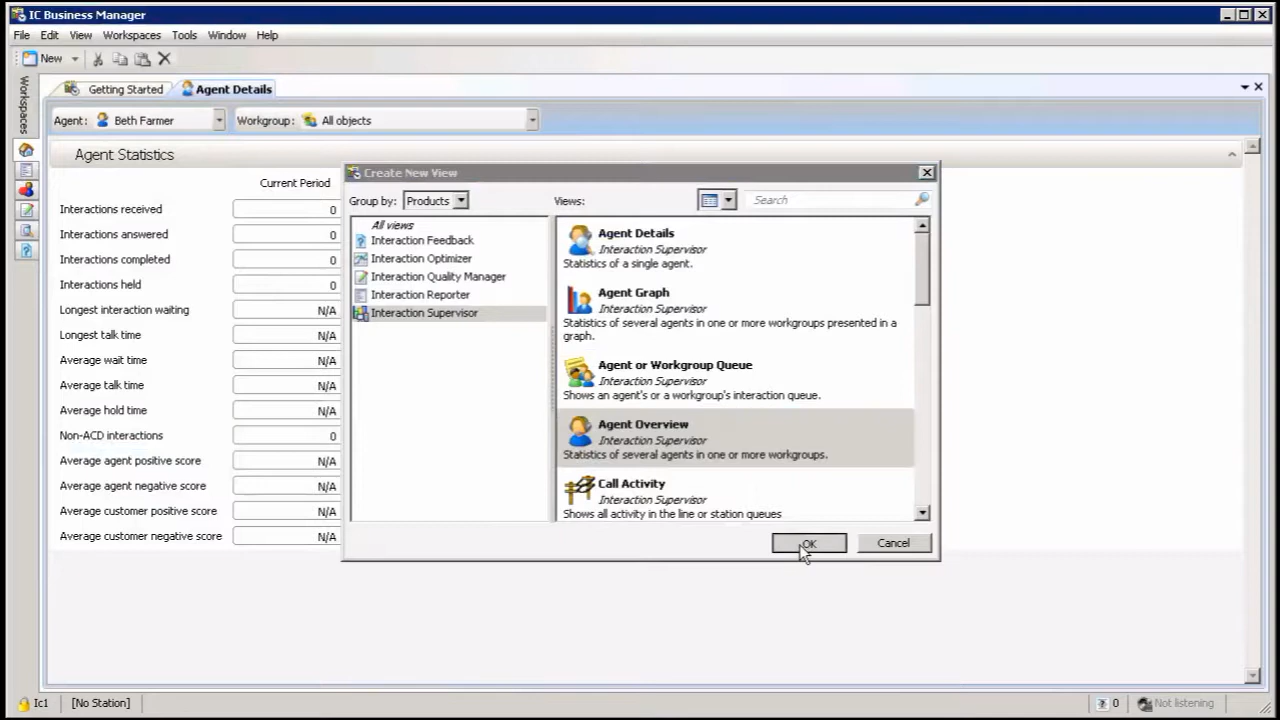 IC Business Manager
File Edit View Workspaces Tools Window Help
New
Workspaces
Getting Started Agent Details
Agent: Beth Farmer Workgroup: All objects
Agent Statistics
Current Period
Interactions received 0
Interactions answered 0
Interactions completed 0
Interactions held 0
Longest interaction waiting N/A
Longest talk time N/A
Average wait time N/A
Average talk time N/A
Average hold time N/A
Non-ACD interactions 0
Average agent positive score N/A
Average agent negative score N/A
Average customer positive score N/A
Average customer negative score N/A
Create New View
Group by: Products Views: Search
All views
Interaction Feedback
Interaction Optimizer
Interaction Quality Manager
Interaction Reporter
Interaction Supervisor
Agent Details
Interaction Supervisor
Statistics of a single agent.
Agent Graph
Interaction Supervisor
Statistics of several agents in one or more workgroups presented in a
graph.
Agent or Workgroup Queue
Interaction Supervisor
Shows an agent's or a workgroup's interaction queue.
Agent Overview
Interaction Supervisor
Statistics of several agents in one or more workgroups.
Call Activity
Interaction Supervisor
Shows all activity in the line or station queues
OK Cancel
Ic1 [No Station] 0 Not listening